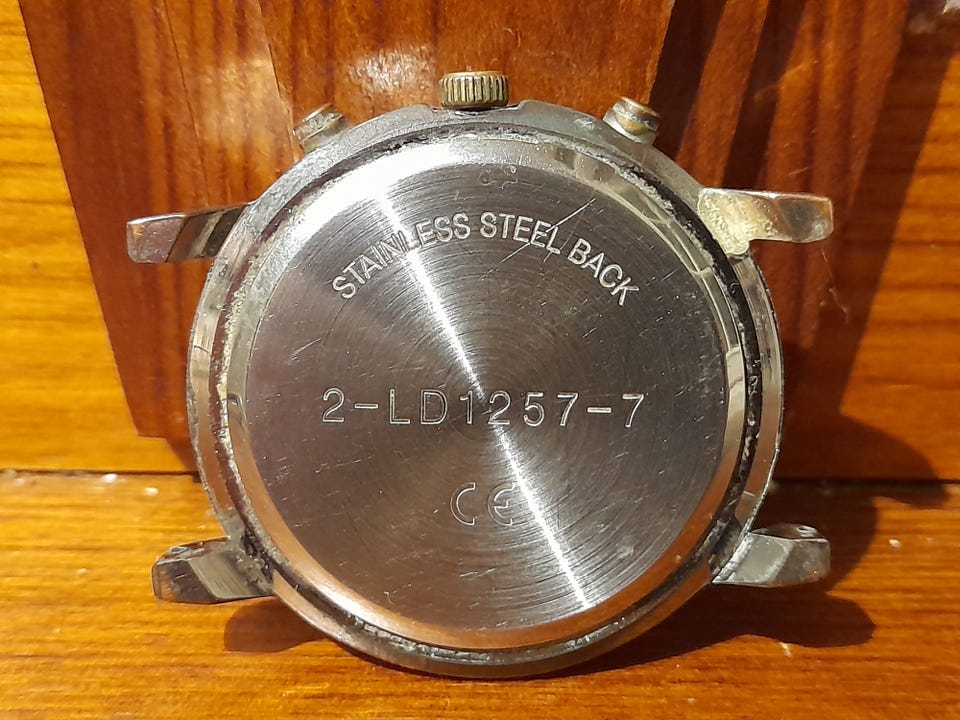 STAINLESS STEEL BACK
2-LD1257-7
CE